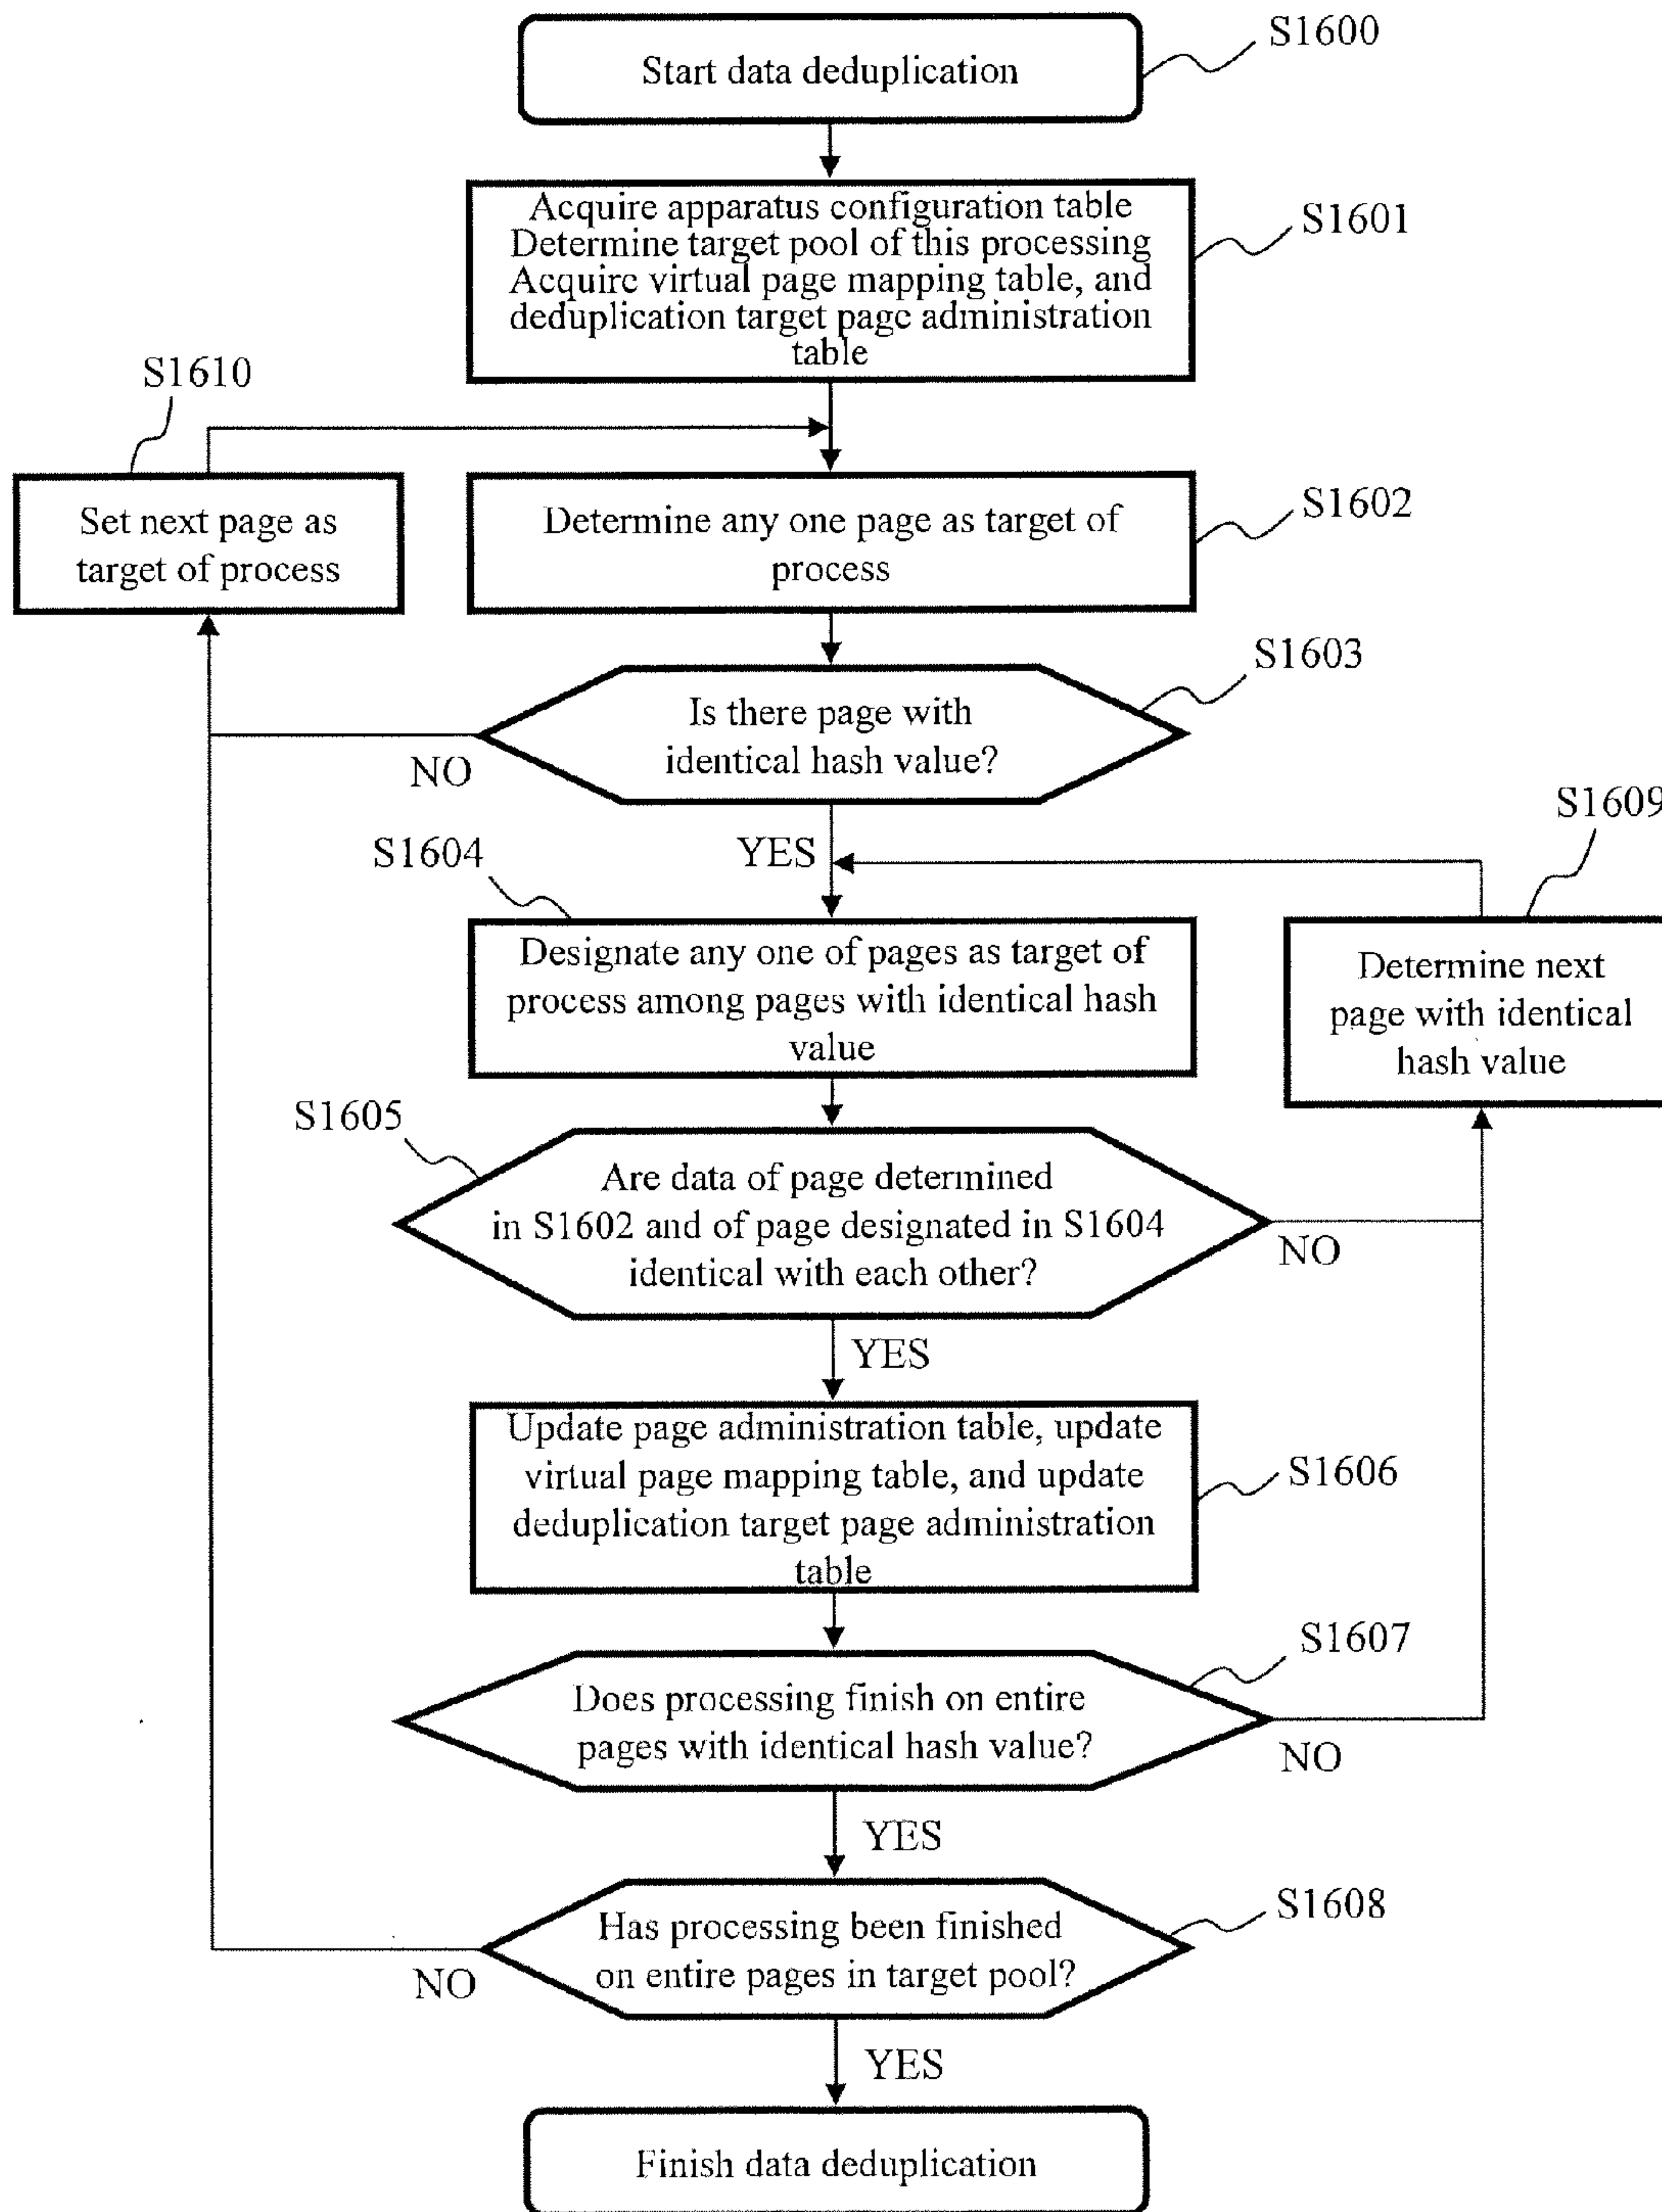 Start data deduplication
S1600
Acquire apparatus configuration table
Determine target pool of this processing
Acquire virtual page mapping table, and
deduplication target page administration
table
S1601
S1610
Set next page as
target of process
Determine any one page as target of
process
S1602
Is there page with
identical hash value?
S1603
NO
YES
S1604
S1609
Designate any one of pages as target of
process among pages with identical hash
value
Determine next
page with identical
hash value
S1605
Are data of page determined
in S1602 and of page designated in S1604
identical with each other?
NO
YES
Update page administration table, update
virtual page mapping table, and update
deduplication target page administration
table
S1606
S1607
Does processing finish on entire
pages with identical hash value?
NO
YES
S1608
Has processing been finished
on entire pages in target pool?
NO
YES
Finish data deduplication